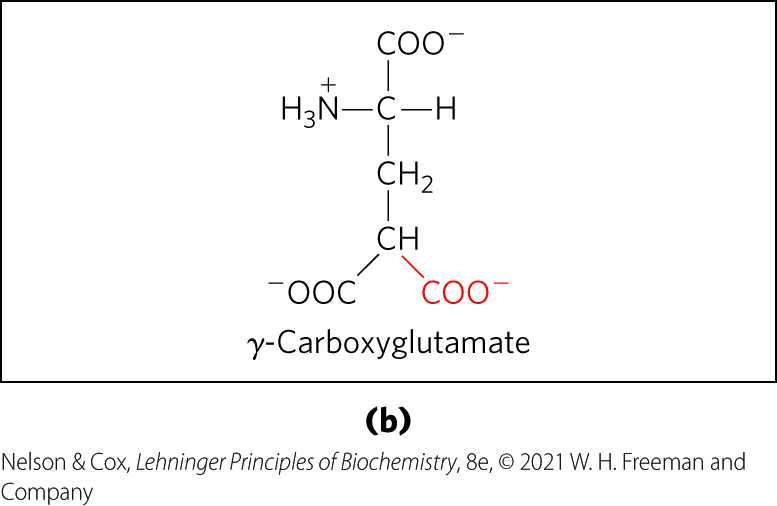 COO⁻
H₃N⁺—C—H
CH₂
CH
⁻OOC COO⁻
γ-Carboxyglutamate
(b)
Nelson & Cox, Lehninger Principles of Biochemistry, 8e, © 2021 W. H. Freeman and
Company